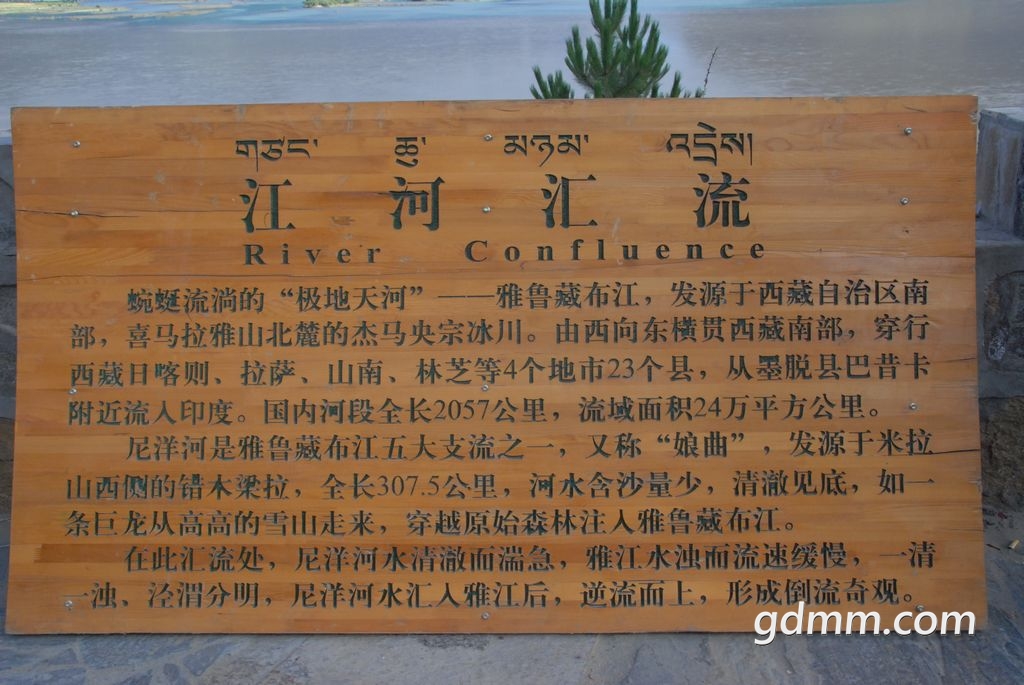 གཙང་ ཆུ་ མཉམ་ འདྲེས།
江河汇流
River Confluence
蜿蜒流淌的“极地天河”——雅鲁藏布江，发源于西藏自治区南
部，喜马拉雅山北麓的杰马央宗冰川。由西向东横贯西藏南部，穿行
西藏日喀则、拉萨、山南、林芝等4个地市23个县，从墨脱县巴昔卡
附近流入印度。国内河段全长2057公里，流域面积24万平方公里。
尼洋河是雅鲁藏布江五大支流之一，又称“娘曲”，发源于米拉
山西侧的错木梁拉，全长307.5公里，河水含沙量少，清澈见底，如一
条巨龙从高高的雪山走来，穿越原始森林注入雅鲁藏布江。
在此汇流处，尼洋河水清澈而湍急，雅江水浊而流速缓慢，一清
一浊、泾渭分明，尼洋河水汇入雅江后，逆流而上，形成倒流奇观。
gdmm.com